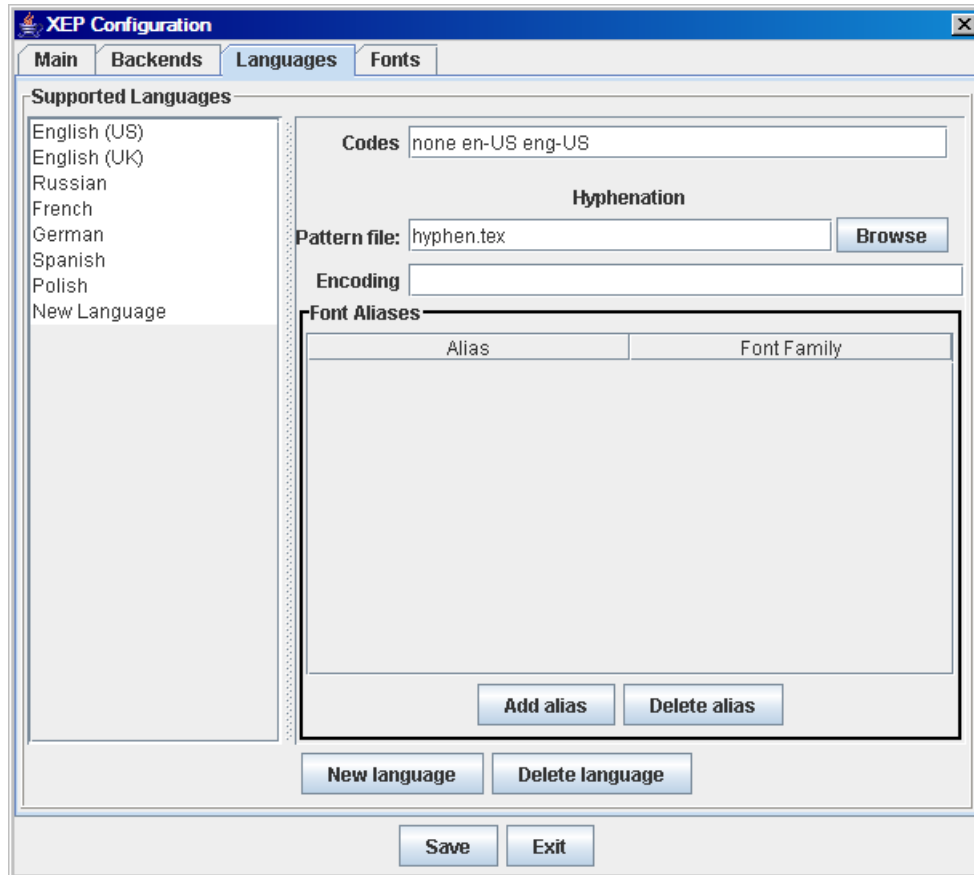 XEP Configuration
Main Backends Languages Fonts
Supported Languages
English (US)
English (UK)
Russian
French
German
Spanish
Polish
New Language
Codes none en-US eng-US
Hyphenation
Pattern file: hyphen.tex Browse
Encoding
Font Aliases
Alias Font Family
Add alias Delete alias
New language Delete language
Save Exit